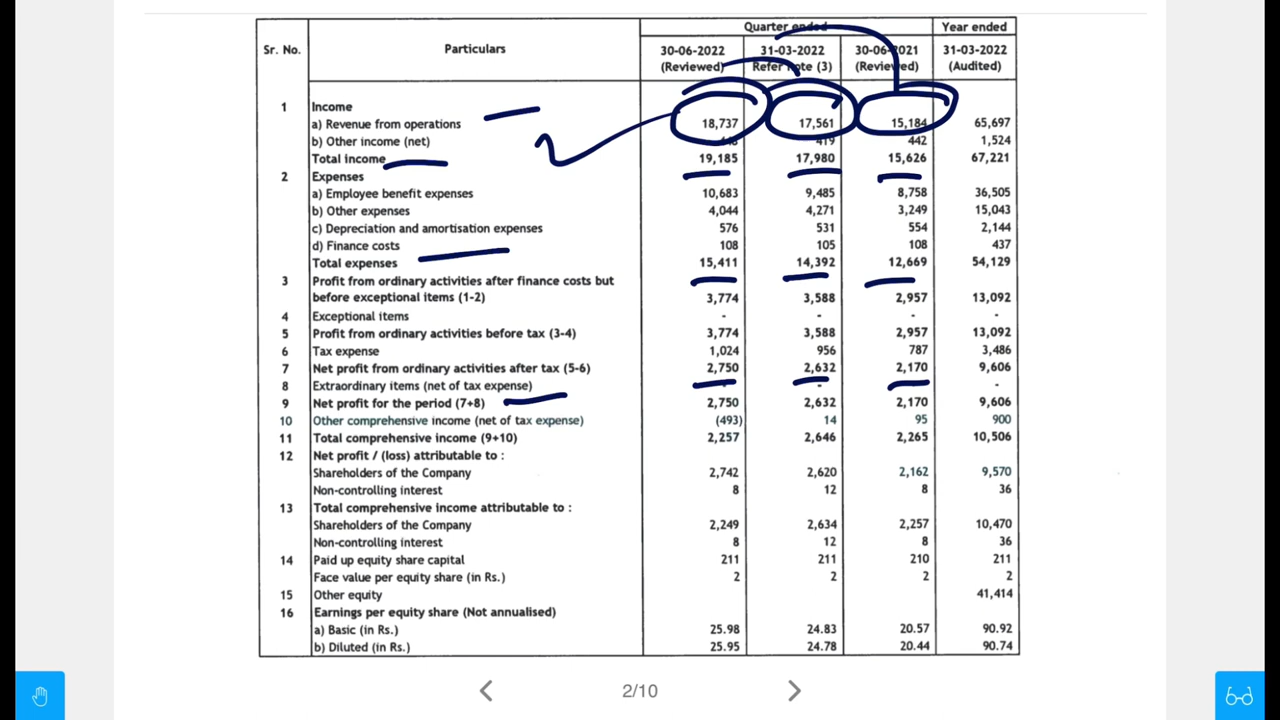 Quarter ended Year ended
Sr. No. Particulars 30-06-2022 31-03-2022 30-06-2021 31-03-2022
(Reviewed) Refer Note (3) (Reviewed) (Audited)
1 Income
a) Revenue from operations 18,737 17,561 15,184 65,697
b) Other income (net) 419 442 1,524
Total income 19,185 17,980 15,626 67,221
2 Expenses
a) Employee benefit expenses 10,683 9,485 8,758 36,505
b) Other expenses 4,044 4,271 3,249 15,043
c) Depreciation and amortisation expenses 576 531 554 2,144
d) Finance costs 108 105 108 437
Total expenses 15,411 14,392 12,669 54,129
3 Profit from ordinary activities after finance costs but
before exceptional items (1-2) 3,774 3,588 2,957 13,092
4 Exceptional items - - - -
5 Profit from ordinary activities before tax (3-4) 3,774 3,588 2,957 13,092
6 Tax expense 1,024 956 787 3,486
7 Net profit from ordinary activities after tax (5-6) 2,750 2,632 2,170 9,606
8 Extraordinary items (net of tax expense) - -
9 Net profit for the period (7+8) 2,750 2,632 2,170 9,606
10 Other comprehensive income (net of tax expense) (493) 14 95 900
11 Total comprehensive income (9+10) 2,257 2,646 2,265 10,506
12 Net profit / (loss) attributable to :
Shareholders of the Company 2,742 2,620 2,162 9,570
Non-controlling interest 8 12 8 36
13 Total comprehensive income attributable to :
Shareholders of the Company 2,249 2,634 2,257 10,470
Non-controlling interest 8 12 8 36
14 Paid up equity share capital 211 211 210 211
Face value per equity share (in Rs.) 2 2 2 2
15 Other equity 41,414
16 Earnings per equity share (Not annualised)
a) Basic (in Rs.) 25.98 24.83 20.57 90.92
b) Diluted (in Rs.) 25.95 24.78 20.44 90.74
2/10